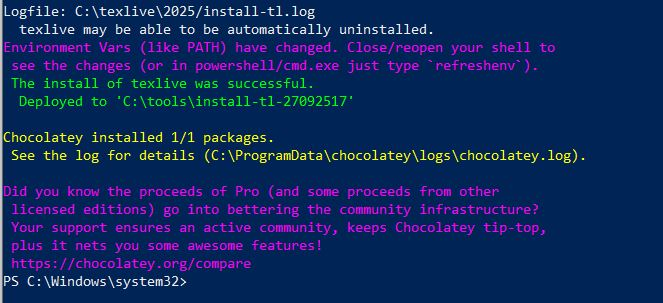 Logfile: C:\texlive\2025/install-tl.log
texlive may be able to be automatically uninstalled.
Environment Vars (like PATH) have changed. Close/reopen your shell to
see the changes (or in powershell/cmd.exe just type `refreshenv`).
The install of texlive was successful.
Deployed to 'C:\tools\install-tl-27092517'
Chocolatey installed 1/1 packages.
See the log for details (C:\ProgramData\chocolatey\logs\chocolatey.log).
Did you know the proceeds of Pro (and some proceeds from other
licensed editions) go into bettering the community infrastructure?
Your support ensures an active community, keeps Chocolatey tip-top,
plus it nets you some awesome features!
https://chocolatey.org/compare
PS C:\Windows\system32>